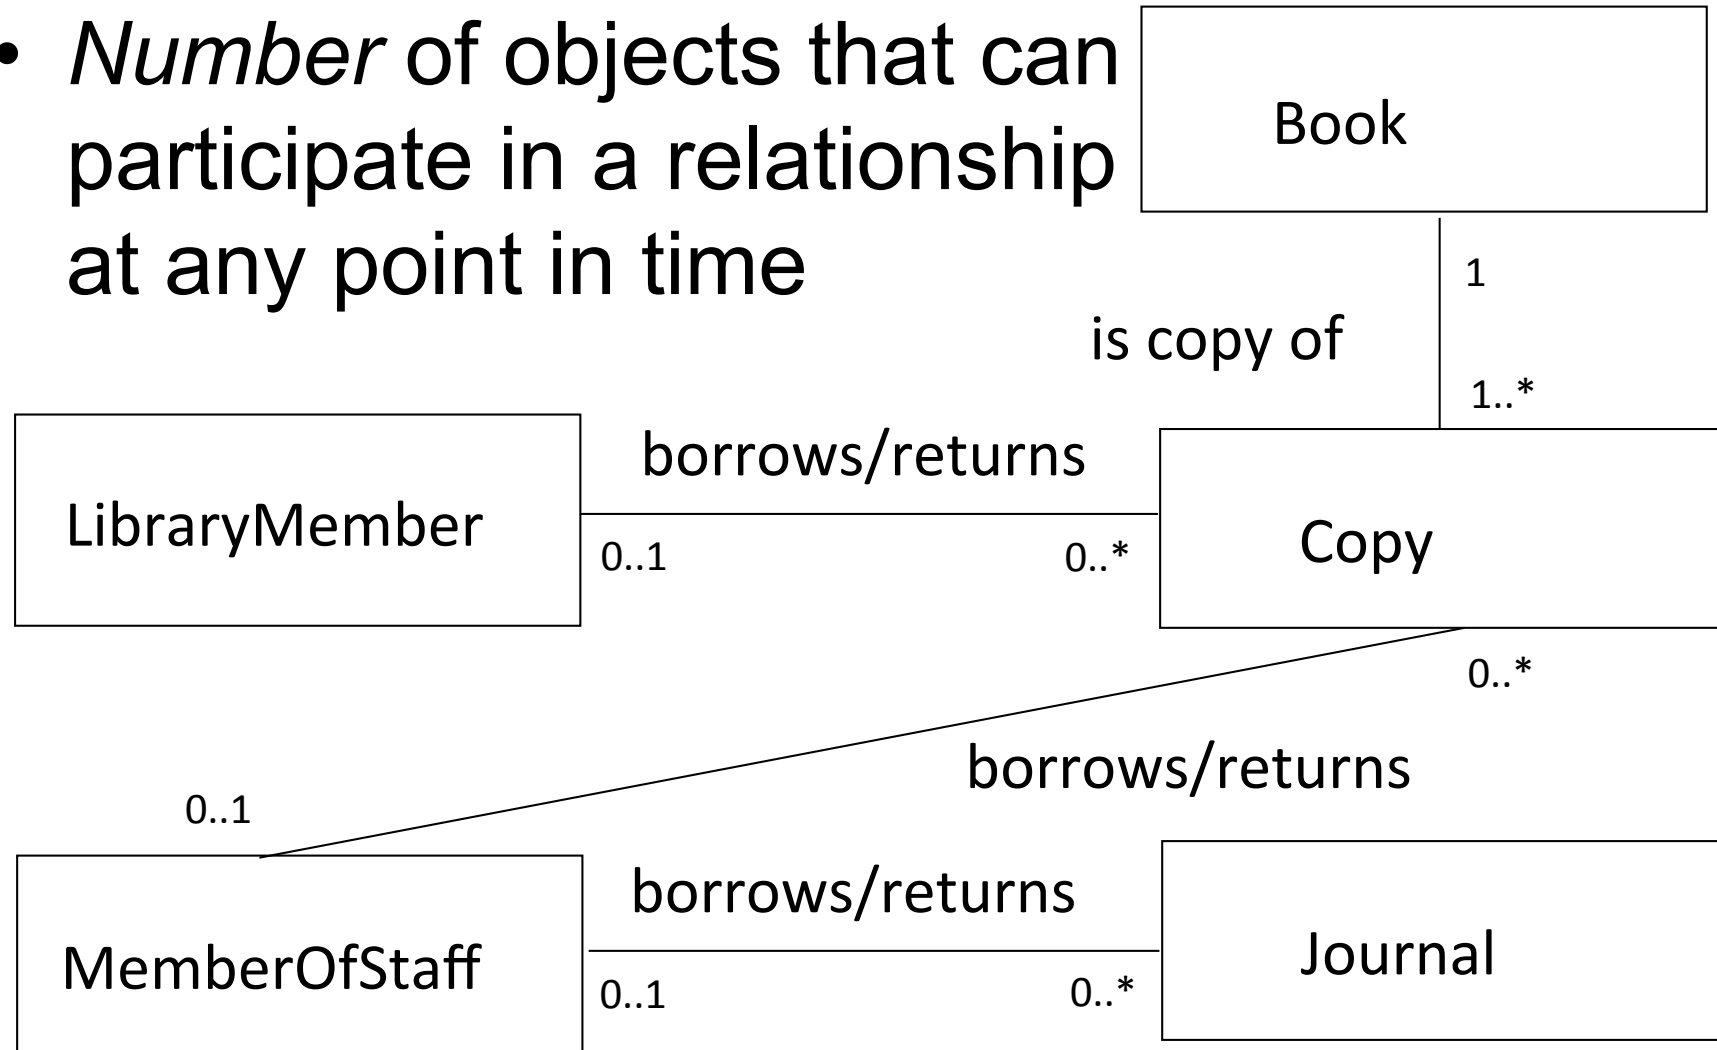 • Number of objects that can
participate in a relationship
at any point in time
Book
1
is copy of
1..*
LibraryMember
borrows/returns
0..1
0..*
Copy
0..*
borrows/returns
0..1
MemberOfStaff
borrows/returns
0..1
0..*
Journal